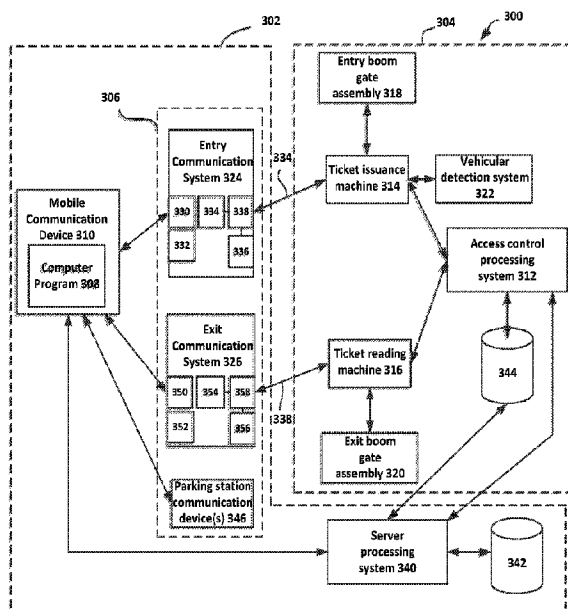 302
304
300
306
Entry boom
gate
assembly 318
Entry
Communication
System 324
334
Ticket issuance
machine 314
Vehicular
detection system
322
330
334
338
332
336
Mobile
Communication
Device 310
Computer
Program 308
Access control
processing
system 312
Exit
Communication
System 326
Ticket reading
machine 316
344
350
354
358
352
356
338
Exit boom
gate
assembly 320
Parking station
communication
device(s) 346
Server
processing
system 340
342